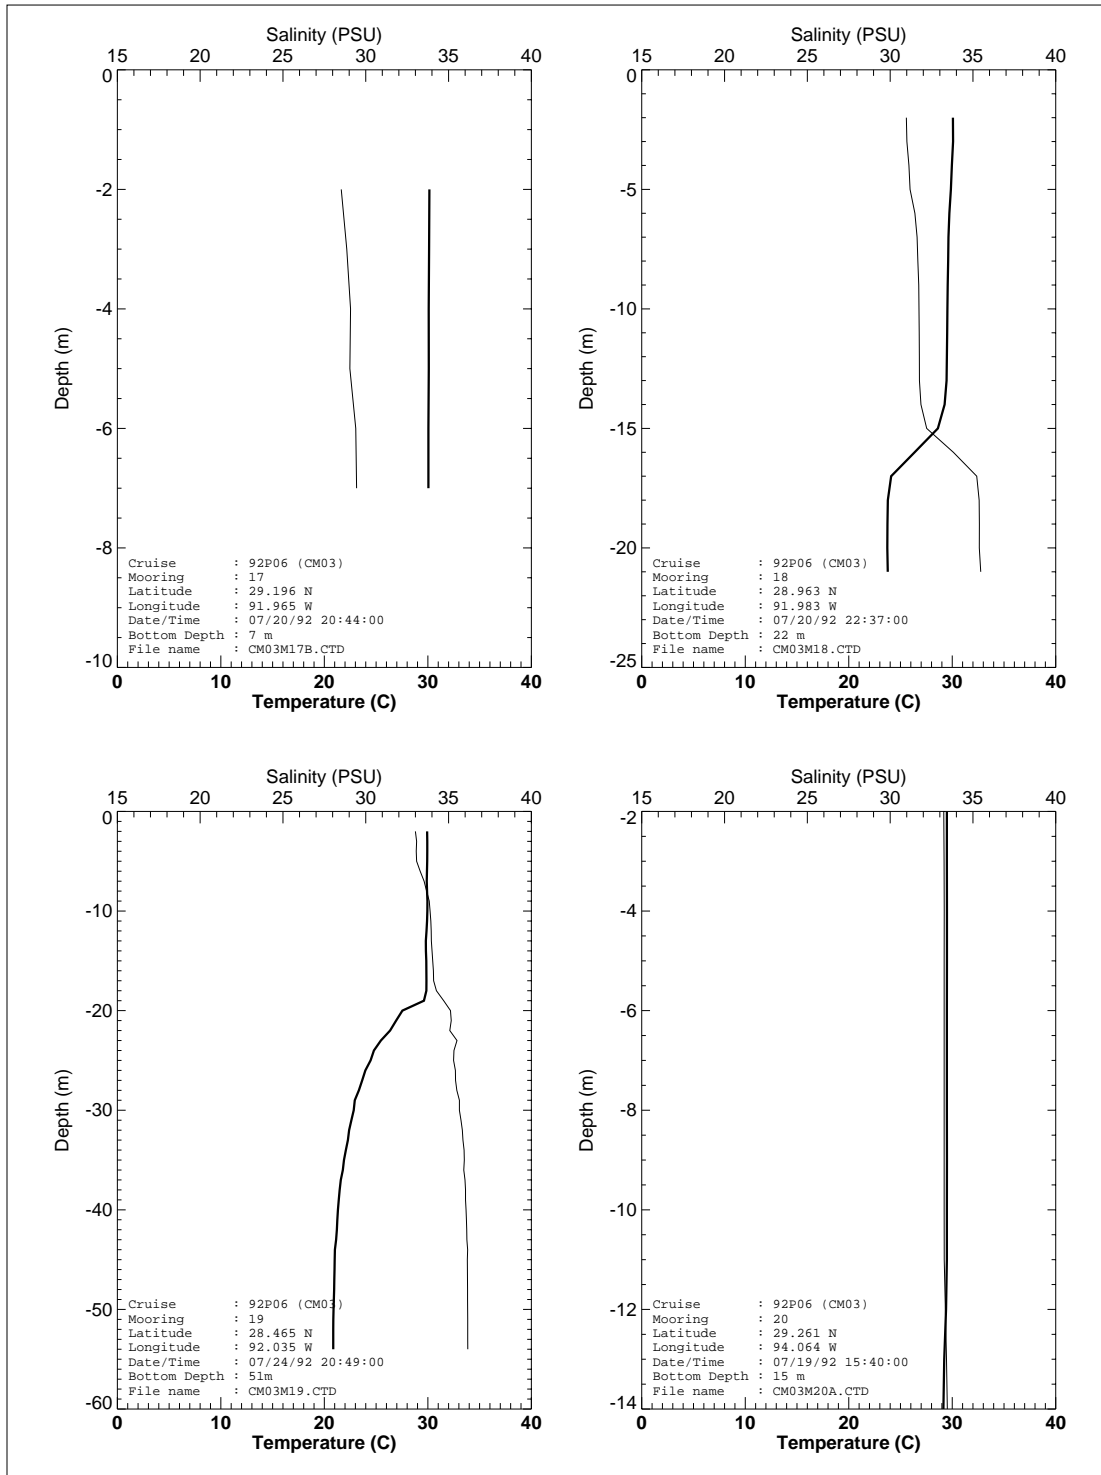 Salinity (PSU)
15 20 25 30 35 40
0
-2
-4
-6
-8
-10
Depth (m)
Cruise : 92P06 (CM03)
Mooring : 17
Latitude : 29.196 N
Longitude : 91.965 W
Date/Time : 07/20/92 20:44:00
Bottom Depth : 7 m
File name : CM03M17B.CTD
0 10 20 30 40
Temperature (C)
Salinity (PSU)
15 20 25 30 35 40
0
-5
-10
-15
-20
-25
Depth (m)
Cruise : 92P06 (CM03)
Mooring : 18
Latitude : 28.963 N
Longitude : 91.983 W
Date/Time : 07/20/92 22:37:00
Bottom Depth : 22 m
File name : CM03M18.CTD
0 10 20 30 40
Temperature (C)
Salinity (PSU)
15 20 25 30 35 40
0
-10
-20
-30
-40
-50
-60
Depth (m)
Cruise : 92P06 (CM03)
Mooring : 19
Latitude : 28.465 N
Longitude : 92.035 W
Date/Time : 07/24/92 20:49:00
Bottom Depth : 51m
File name : CM03M19.CTD
0 10 20 30 40
Temperature (C)
Salinity (PSU)
15 20 25 30 35 40
-2
-4
-6
-8
-10
-12
-14
Depth (m)
Cruise : 92P06 (CM03)
Mooring : 20
Latitude : 29.261 N
Longitude : 94.064 W
Date/Time : 07/19/92 15:40:00
Bottom Depth : 15 m
File name : CM03M20A.CTD
0 10 20 30 40
Temperature (C)